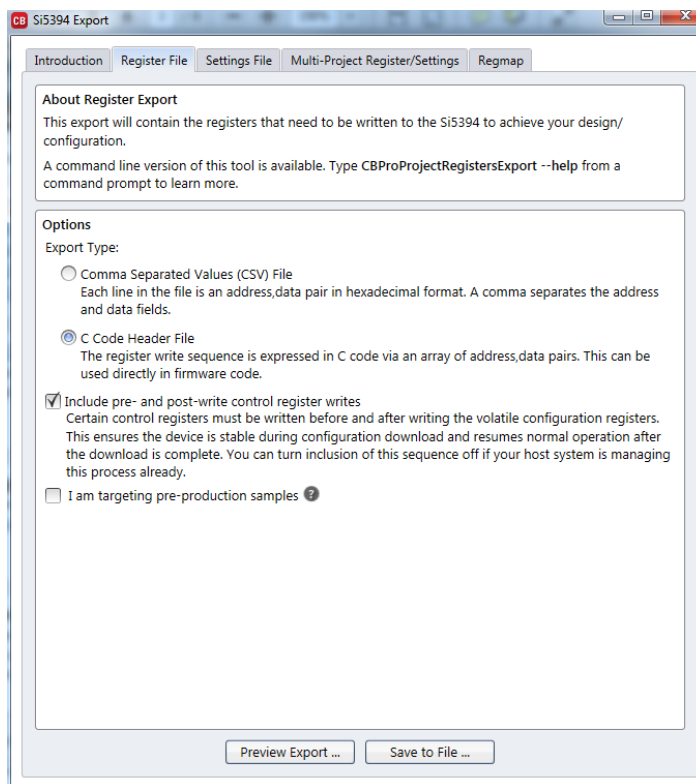 CB Si5394 Export
Introduction Register File Settings File Multi-Project Register/Settings Regmap
About Register Export
This export will contain the registers that need to be written to the Si5394 to achieve your design/
configuration.
A command line version of this tool is available. Type CBProProjectRegistersExport --help from a
command prompt to learn more.
Options
Export Type:
Comma Separated Values (CSV) File
Each line in the file is an address,data pair in hexadecimal format. A comma separates the address
and data fields.
C Code Header File
The register write sequence is expressed in C code via an array of address,data pairs. This can be
used directly in firmware code.
Include pre- and post-write control register writes
Certain control registers must be written before and after writing the volatile configuration registers.
This ensures the device is stable during configuration download and resumes normal operation after
the download is complete. You can turn inclusion of this sequence off if your host system is managing
this process already.
I am targeting pre-production samples ?
Preview Export ... Save to File ...